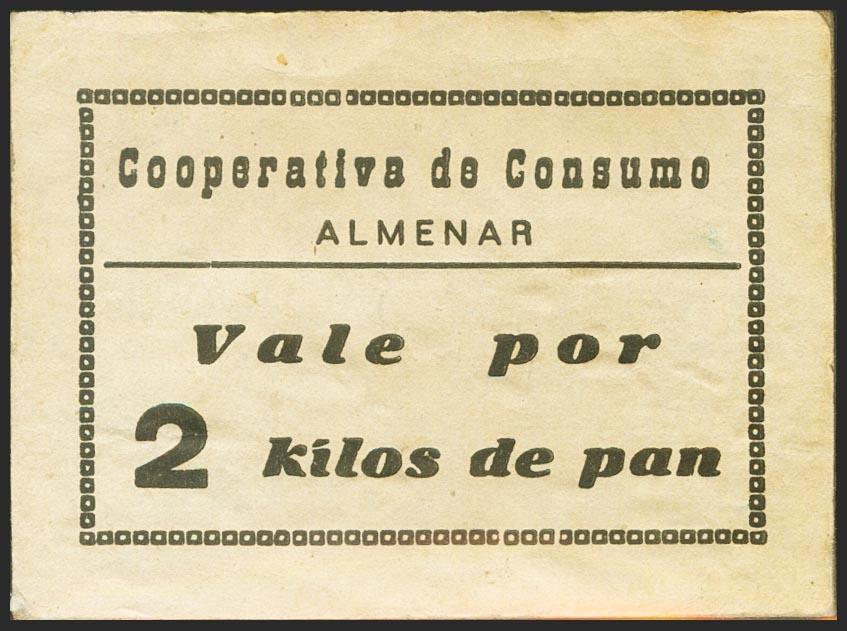 Cooperativa de Consumo
ALMENAR
Vale por
2 kilos de pan